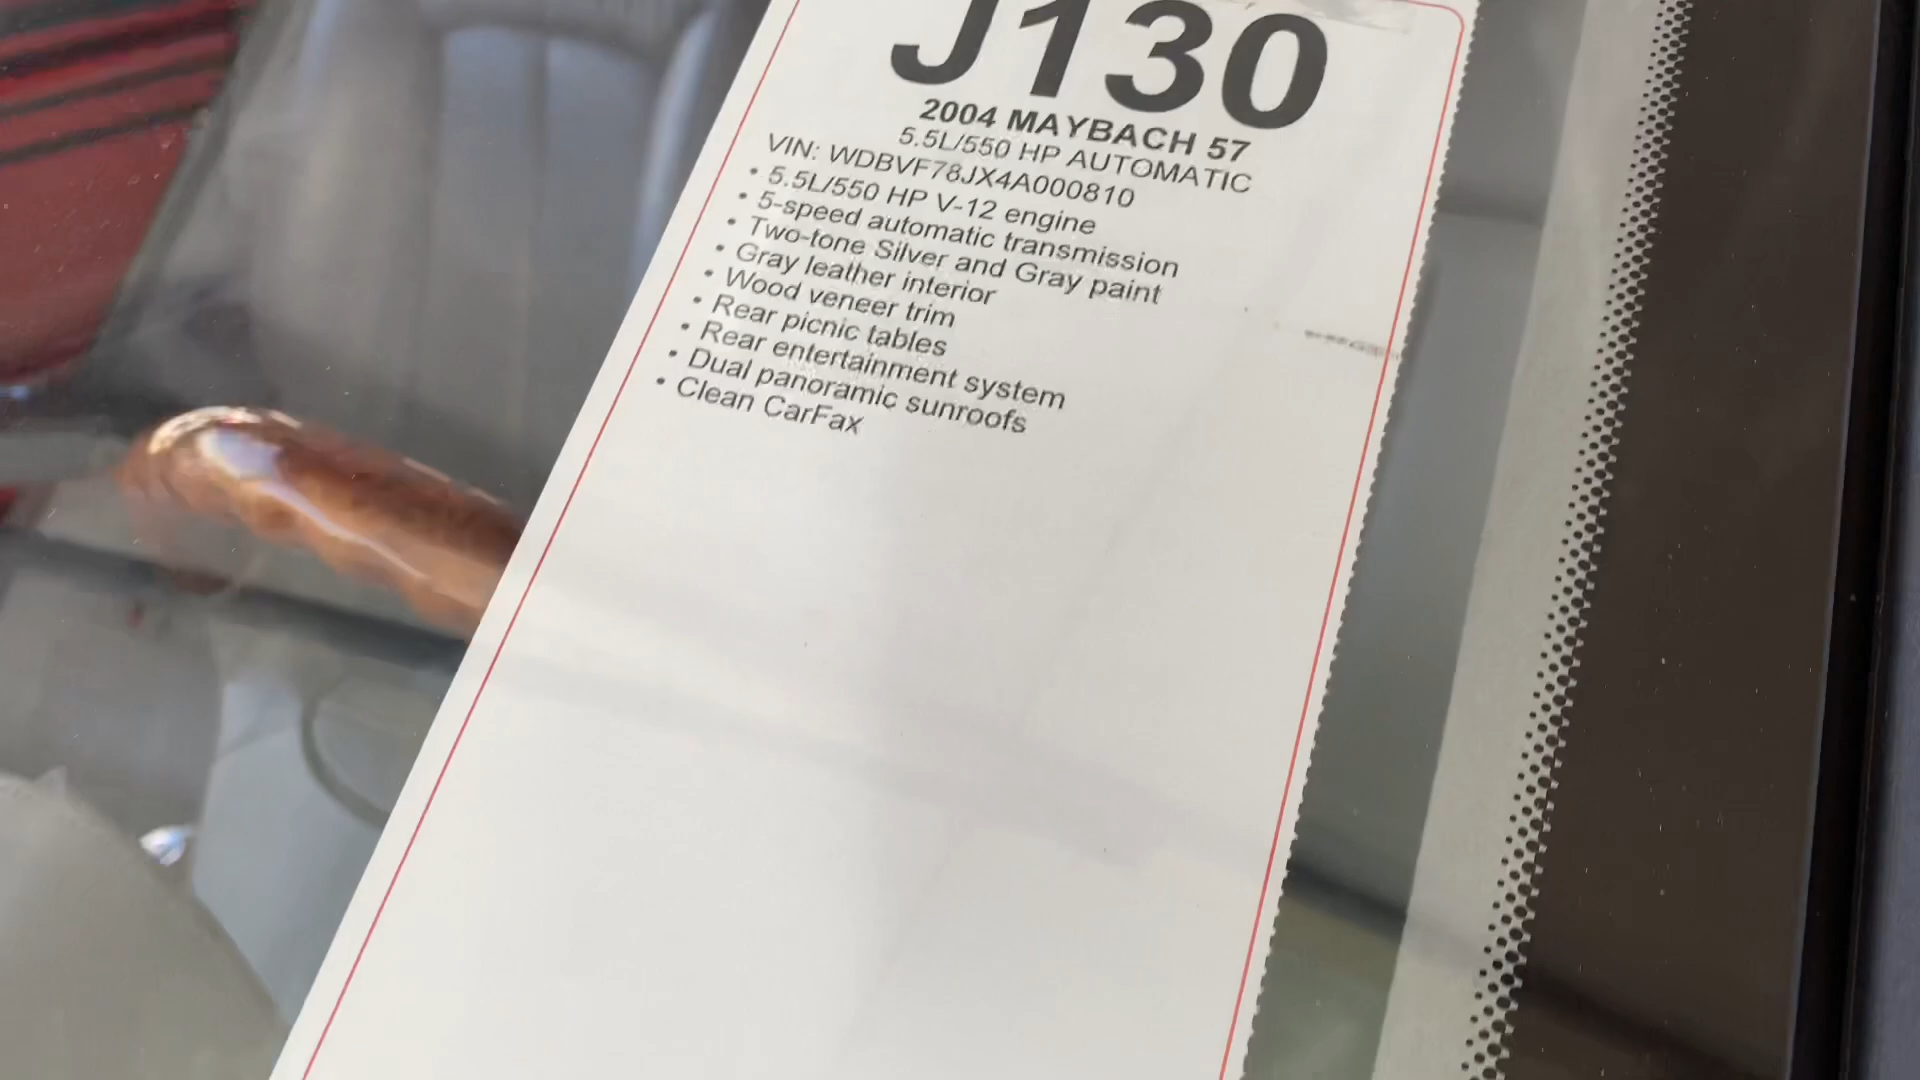 J130
2004 MAYBACH 57
5.5L/550 HP AUTOMATIC
VIN: WDBVF78JX4A000810
• 5.5L/550 HP V-12 engine
• 5-speed automatic transmission
• Two-tone Silver and Gray paint
• Gray leather interior
• Wood veneer trim
• Rear picnic tables
• Rear entertainment system
• Dual panoramic sunroofs
• Clean CarFax